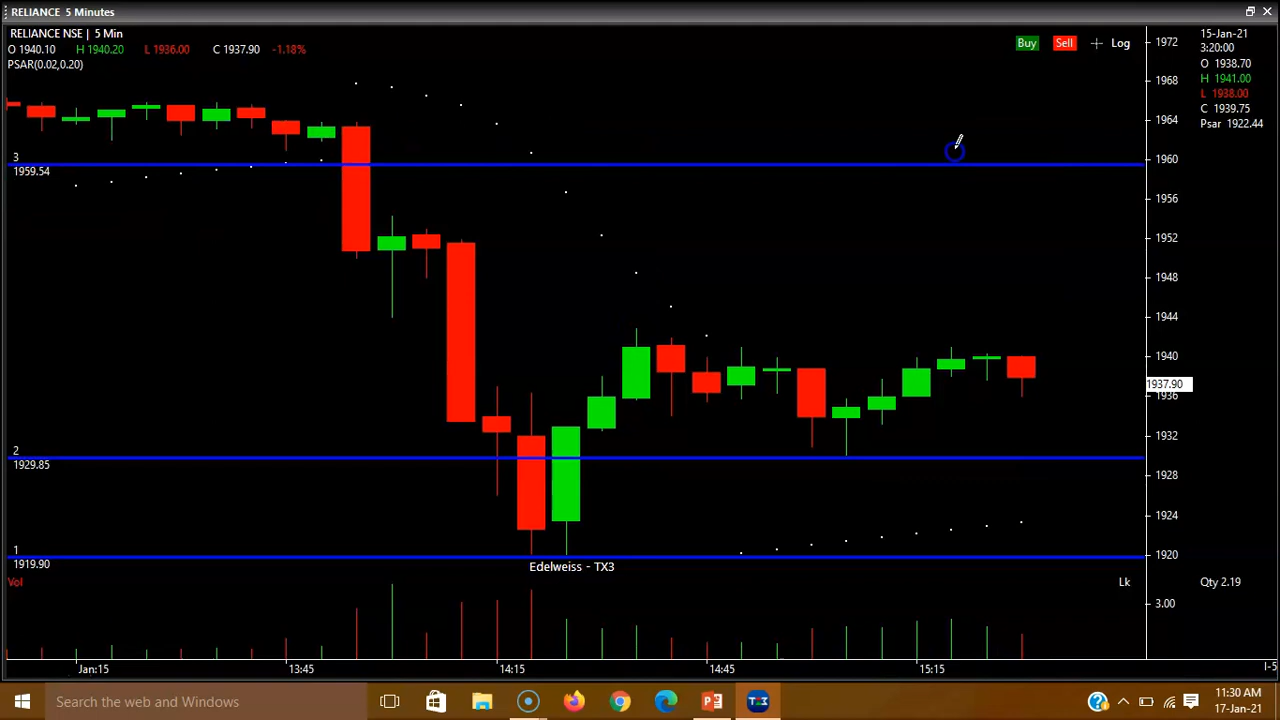 RELIANCE 5 Minutes
RELIANCE NSE | 5 Min
O 1940.10 H 1940.20 L 1936.00 C 1937.90 -1.18%
PSAR(0.02,0.20)
Buy Sell Log
15-Jan-21
3:20:00
O 1938.70
H 1941.00
L 1938.00
C 1939.75
Psar 1922.44
1972
1968
1964
1960
1956
1952
1948
1944
1940
1937.90
1936
1932
1928
1924
1920
3
1959.54
2
1929.85
1
1919.90
Edelweiss - TX3
Vol
Lk
Qty 2.19
3.00
Jan:15 13:45 14:15 14:45 15:15 I-5
Search the web and Windows
11:30 AM
17-Jan-21